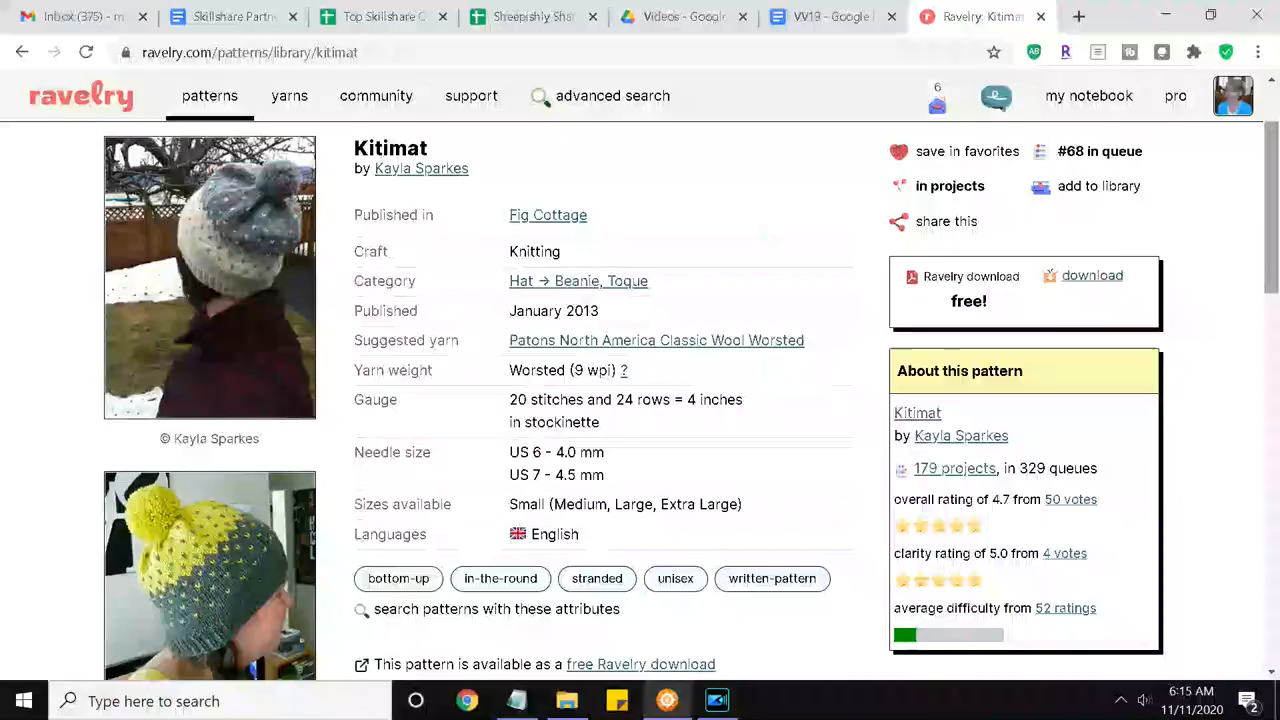 Inbox (31) - m
Skillshare Partn
Top Skillshare C
Shepishly Shar
Videos - Google
VV19 - Google
Ravelry: Kitima
ravelry.com/patterns/library/kitimat
ravelry
patterns
yarns
community
support
advanced search
6
my notebook
pro
Kitimat
by Kayla Sparkes
Published in Fig Cottage
Craft Knitting
Category Hat → Beanie, Toque
Published January 2013
Suggested yarn Patons North America Classic Wool Worsted
Yarn weight Worsted (9 wpi) ?
Gauge 20 stitches and 24 rows = 4 inches
in stockinette
Needle size US 6 - 4.0 mm
US 7 - 4.5 mm
Sizes available Small (Medium, Large, Extra Large)
Languages English
bottom-up in-the-round stranded unisex written-pattern
search patterns with these attributes
This pattern is available as a free Ravelry download
© Kayla Sparkes
save in favorites
#68 in queue
in projects
add to library
share this
Ravelry download
free!
download
About this pattern
Kitimat
by Kayla Sparkes
179 projects, in 329 queues
overall rating of 4.7 from 50 votes
clarity rating of 5.0 from 4 votes
average difficulty from 52 ratings
Type here to search
6:15 AM
11/11/2020
2